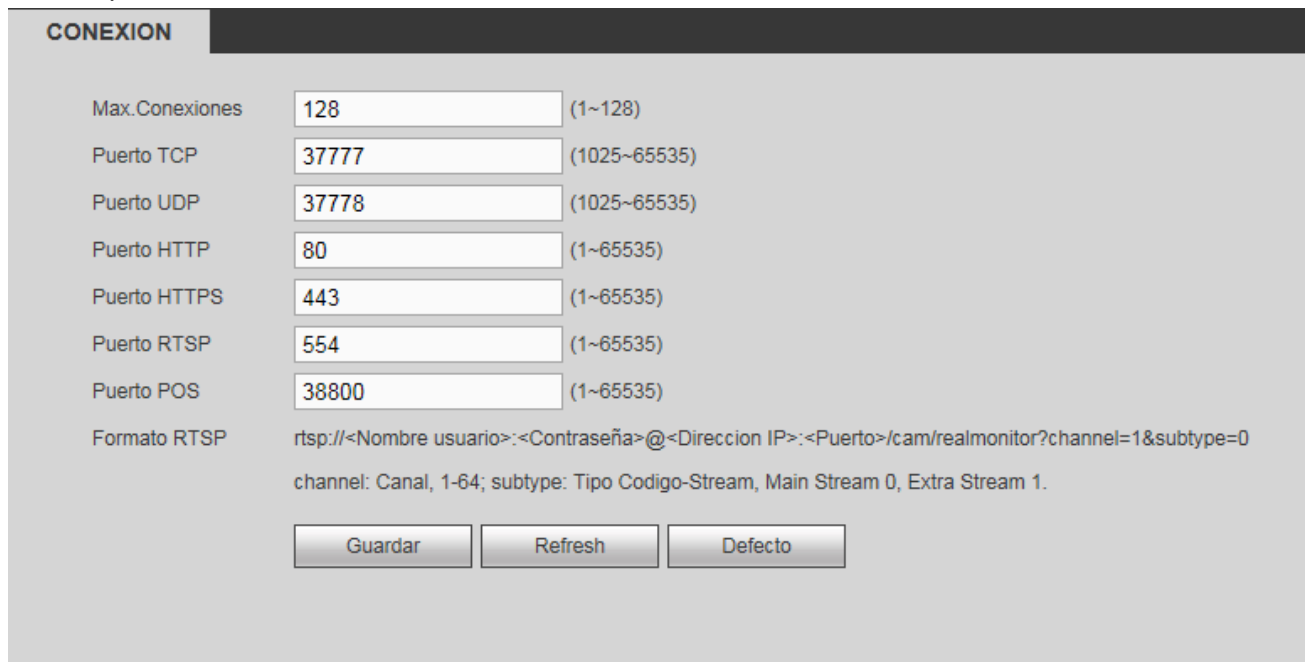 CONEXION
Max.Conexiones 128 (1~128)
Puerto TCP 37777 (1025~65535)
Puerto UDP 37778 (1025~65535)
Puerto HTTP 80 (1~65535)
Puerto HTTPS 443 (1~65535)
Puerto RTSP 554 (1~65535)
Puerto POS 38800 (1~65535)
Formato RTSP rtsp://<Nombre usuario>:<Contraseña>@<Direccion IP>:<Puerto>/cam/realmonitor?channel=1&subtype=0
channel: Canal, 1-64; subtype: Tipo Codigo-Stream, Main Stream 0, Extra Stream 1.
Guardar Refresh Defecto